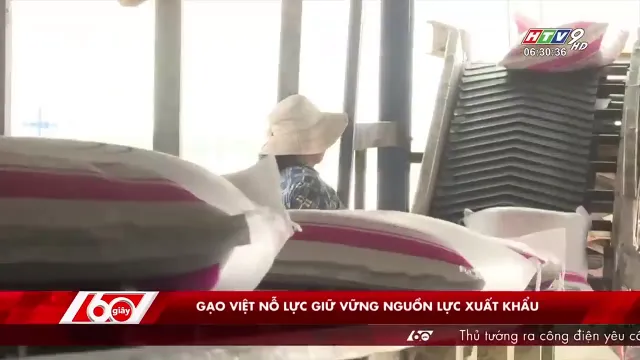 HTV9 HD
06:30:36
60 giây
GẠO VIỆT NỖ LỰC GIỮ VỮNG NGUỒN LỰC XUẤT KHẨU
60 Thủ tướng ra công điện yêu cầ